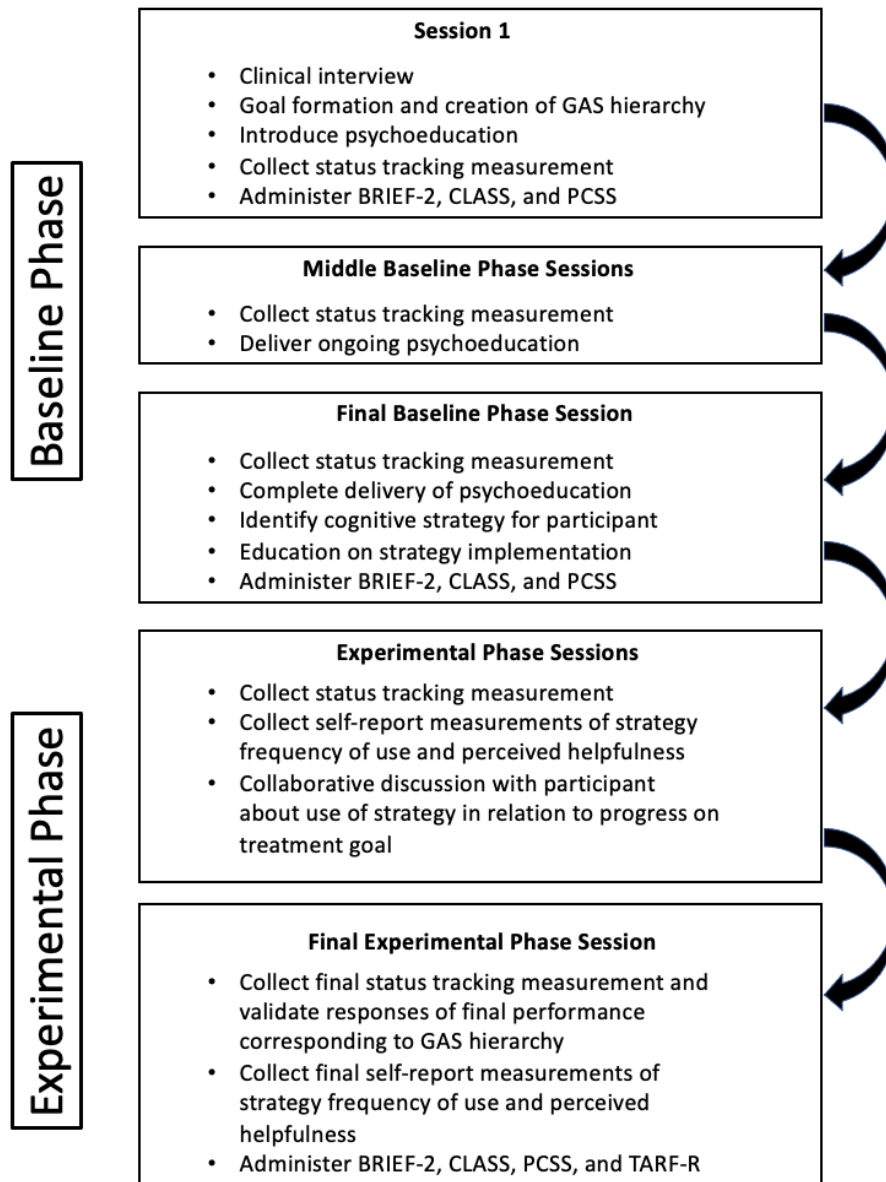 Baseline Phase
Session 1
• Clinical interview
• Goal formation and creation of GAS hierarchy
• Introduce psychoeducation
• Collect status tracking measurement
• Administer BRIEF-2, CLASS, and PCSS
Middle Baseline Phase Sessions
• Collect status tracking measurement
• Deliver ongoing psychoeducation
Final Baseline Phase Session
• Collect status tracking measurement
• Complete delivery of psychoeducation
• Identify cognitive strategy for participant
• Education on strategy implementation
• Administer BRIEF-2, CLASS, and PCSS
Experimental Phase
Experimental Phase Sessions
• Collect status tracking measurement
• Collect self-report measurements of strategy
frequency of use and perceived helpfulness
• Collaborative discussion with participant
about use of strategy in relation to progress on
treatment goal
Final Experimental Phase Session
• Collect final status tracking measurement and
validate responses of final performance
corresponding to GAS hierarchy
• Collect final self-report measurements of
strategy frequency of use and perceived
helpfulness
• Administer BRIEF-2, CLASS, PCSS, and TARF-R